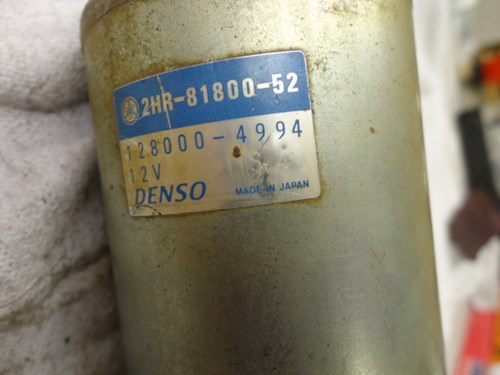 2HR-81800-52
128000-4994
12V
DENSO MADE IN JAPAN